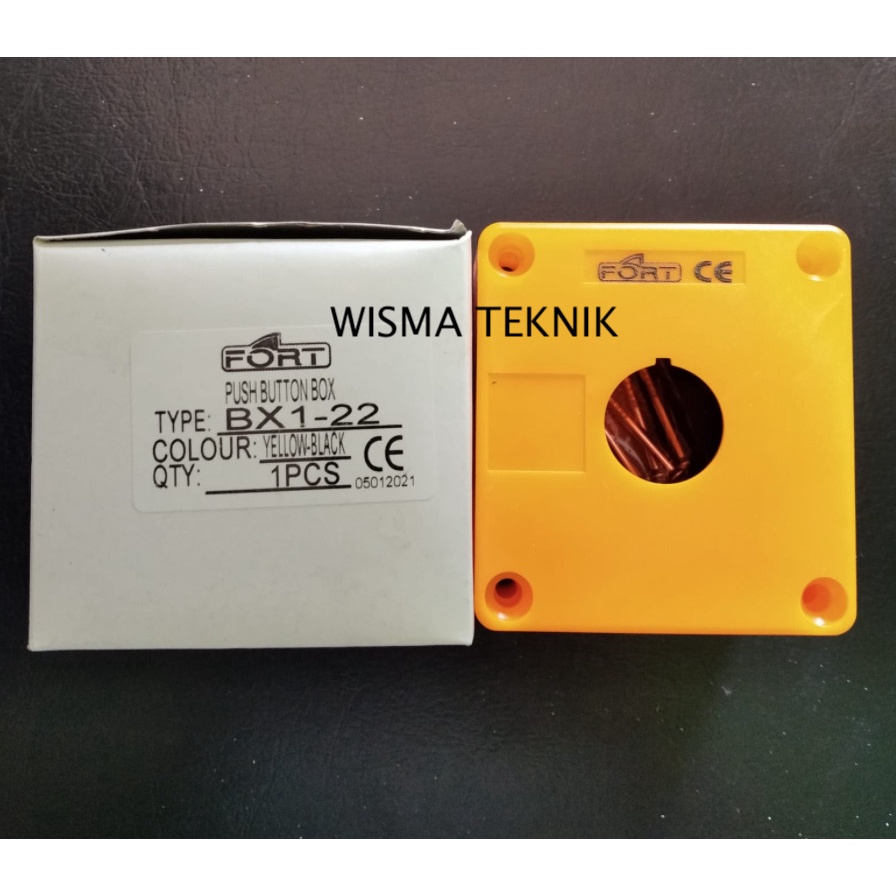 FORT CE
WISMA TEKNIK
FORT
PUSH BUTTON BOX
TYPE: BX1-22
COLOUR: YELLOW-BLACK
QTY: 1PCS
CE
05012021